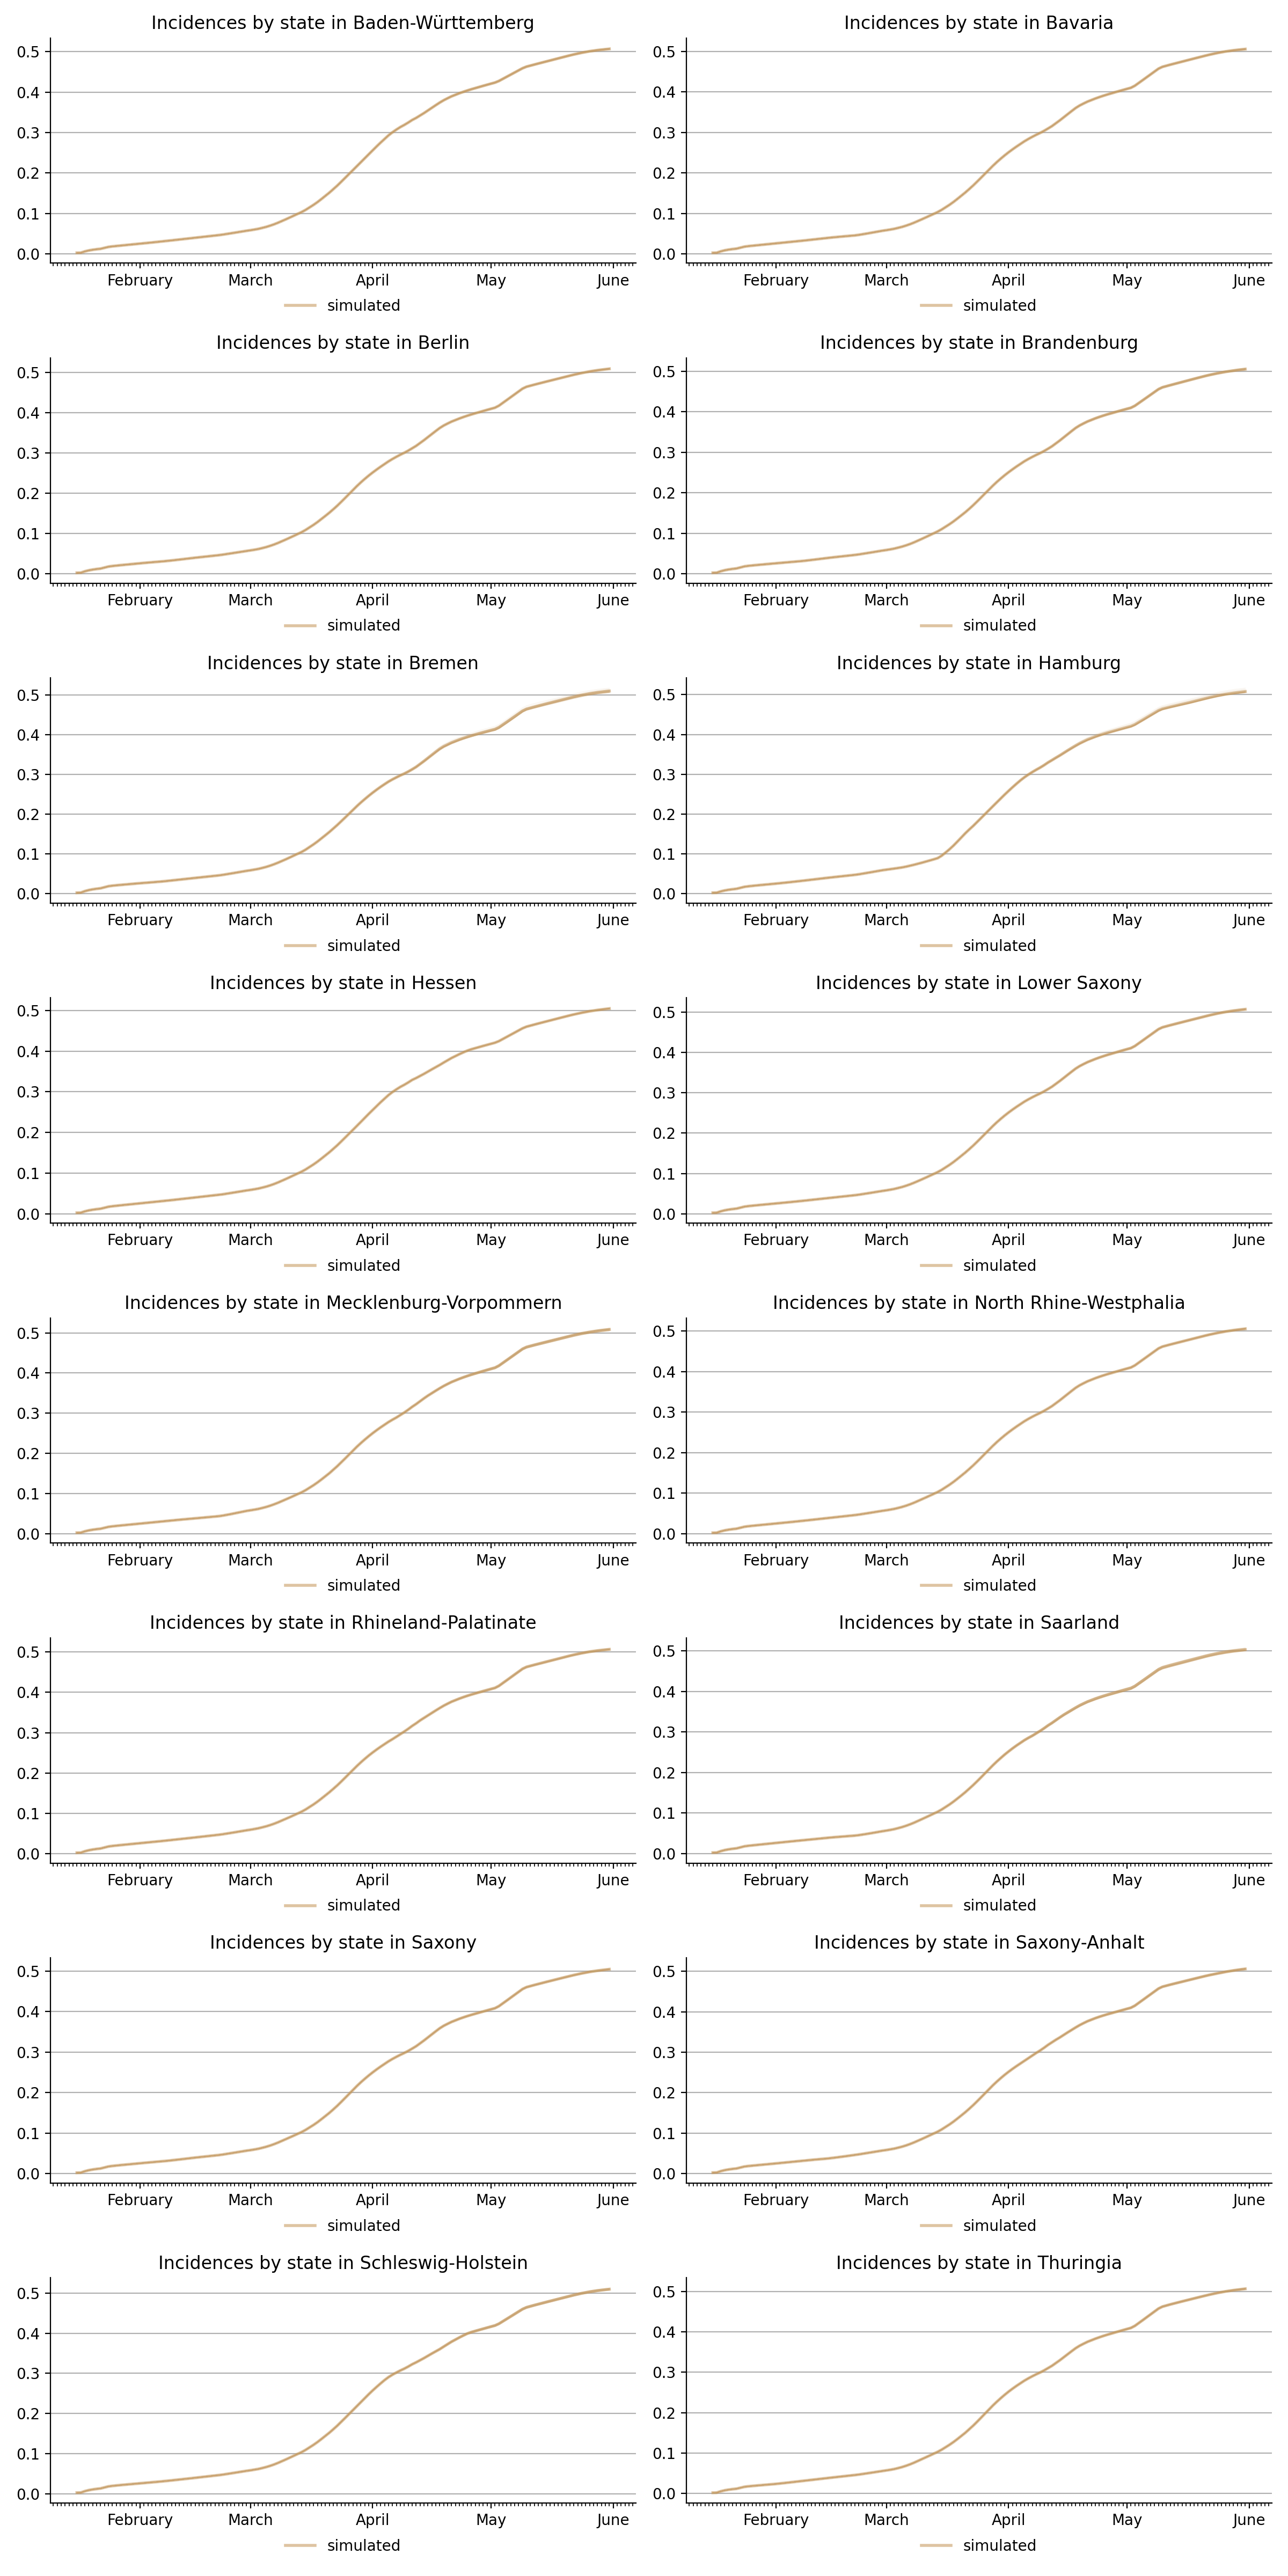 Incidences by state in Baden-Württemberg
0.5
0.4
0.3
0.2
0.1
0.0
February March April May June
simulated
Incidences by state in Bavaria
0.5
0.4
0.3
0.2
0.1
0.0
February March April May June
simulated
Incidences by state in Berlin
0.5
0.4
0.3
0.2
0.1
0.0
February March April May June
simulated
Incidences by state in Brandenburg
0.5
0.4
0.3
0.2
0.1
0.0
February March April May June
simulated
Incidences by state in Bremen
0.5
0.4
0.3
0.2
0.1
0.0
February March April May June
simulated
Incidences by state in Hamburg
0.5
0.4
0.3
0.2
0.1
0.0
February March April May June
simulated
Incidences by state in Hessen
0.5
0.4
0.3
0.2
0.1
0.0
February March April May June
simulated
Incidences by state in Lower Saxony
0.5
0.4
0.3
0.2
0.1
0.0
February March April May June
simulated
Incidences by state in Mecklenburg-Vorpommern
0.5
0.4
0.3
0.2
0.1
0.0
February March April May June
simulated
Incidences by state in North Rhine-Westphalia
0.5
0.4
0.3
0.2
0.1
0.0
February March April May June
simulated
Incidences by state in Rhineland-Palatinate
0.5
0.4
0.3
0.2
0.1
0.0
February March April May June
simulated
Incidences by state in Saarland
0.5
0.4
0.3
0.2
0.1
0.0
February March April May June
simulated
Incidences by state in Saxony
0.5
0.4
0.3
0.2
0.1
0.0
February March April May June
simulated
Incidences by state in Saxony-Anhalt
0.5
0.4
0.3
0.2
0.1
0.0
February March April May June
simulated
Incidences by state in Schleswig-Holstein
0.5
0.4
0.3
0.2
0.1
0.0
February March April May June
simulated
Incidences by state in Thuringia
0.5
0.4
0.3
0.2
0.1
0.0
February March April May June
simulated